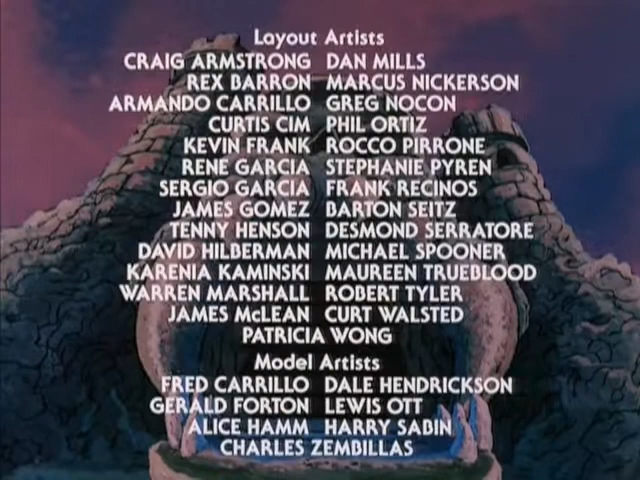 Layout Artists
CRAIG ARMSTRONG DAN MILLS
REX BARRON MARCUS NICKERSON
ARMANDO CARRILLO GREG NOCON
CURTIS CIM PHIL ORTIZ
KEVIN FRANK ROCCO PIRRONE
RENE GARCIA STEPHANIE PYREN
SERGIO GARCIA FRANK RECINOS
JAMES GOMEZ BARTON SEITZ
TENNY HENSON DESMOND SERRATORE
DAVID HILBERMAN MICHAEL SPOONER
KARENIA KAMINSKI MAUREEN TRUEBLOOD
WARREN MARSHALL ROBERT TYLER
JAMES McLEAN CURT WALSTED
PATRICIA WONG
Model Artists
FRED CARRILLO DALE HENDRICKSON
GERALD FORTON LEWIS OTT
ALICE HAMM HARRY SABIN
CHARLES ZEMBILLAS